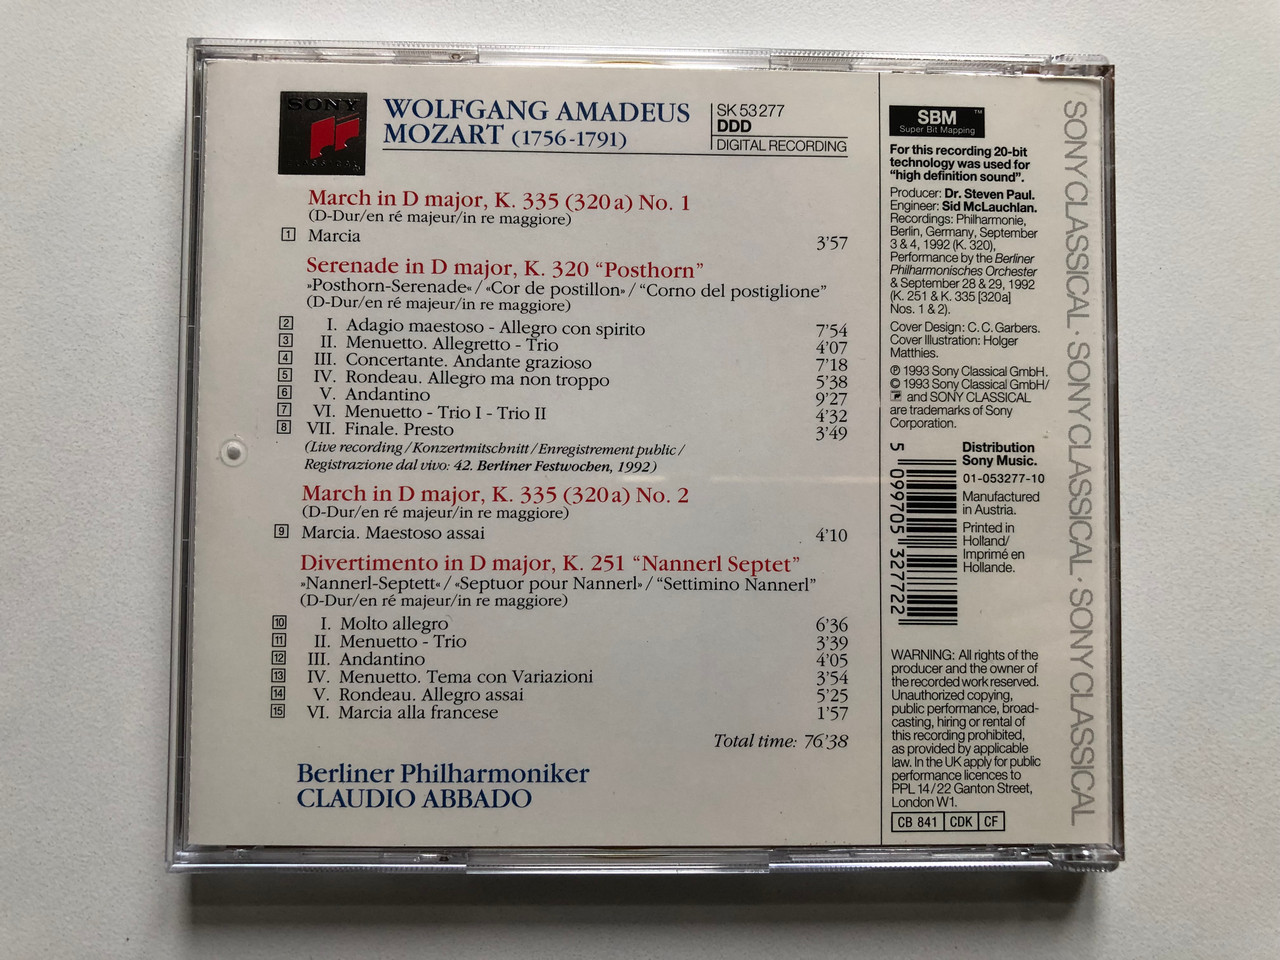 SONY
CLASSICAL
WOLFGANG AMADEUS
MOZART (1756-1791)
SK 53 277
DDD
DIGITAL RECORDING
March in D major, K. 335 (320 a) No. 1
(D-Dur/en ré majeur/in re maggiore)
1 Marcia 3'57
Serenade in D major, K. 320 “Posthorn”
»Posthorn-Serenade« / «Cor de postillon» / “Corno del postiglione”
(D-Dur/en ré majeur/in re maggiore)
2 I. Adagio maestoso - Allegro con spirito 7'54
3 II. Menuetto. Allegretto - Trio 4'07
4 III. Concertante. Andante grazioso 7'18
5 IV. Rondeau. Allegro ma non troppo 5'38
6 V. Andantino 9'27
7 VI. Menuetto - Trio I - Trio II 4'32
8 VII. Finale. Presto 3'49
(Live recording / Konzertmitschnitt / Enregistrement public /
Registrazione dal vivo: 42. Berliner Festwochen, 1992)
March in D major, K. 335 (320 a) No. 2
(D-Dur/en ré majeur/in re maggiore)
9 Marcia. Maestoso assai 4'10
Divertimento in D major, K. 251 “Nannerl Septet”
»Nannerl-Septett« / «Septuor pour Nannerl» / “Settimino Nannerl”
(D-Dur/en ré majeur/in re maggiore)
10 I. Molto allegro 6'36
11 II. Menuetto - Trio 3'39
12 III. Andantino 4'05
13 IV. Menuetto. Tema con Variazioni 3'54
14 V. Rondeau. Allegro assai 5'25
15 VI. Marcia alla francese 1'57
Total time: 76'38
Berliner Philharmoniker
CLAUDIO ABBADO
SBM™
Super Bit Mapping
For this recording 20-bit
technology was used for
“high definition sound”.
Producer: Dr. Steven Paul.
Engineer: Sid McLauchlan.
Recordings: Philharmonie,
Berlin, Germany, September
3 & 4, 1992 (K. 320),
Performance by the Berliner
Philharmonisches Orchester
& September 28 & 29, 1992
(K. 251 & K. 335 [320a]
Nos. 1 & 2).
Cover Design: C. C. Garbers.
Cover Illustration: Holger
Matthies.
℗ 1993 Sony Classical GmbH.
© 1993 Sony Classical GmbH/
and SONY CLASSICAL
are trademarks of Sony
Corporation.
5 099705 327722
Distribution
Sony Music.
01-053277-10
Manufactured
in Austria.
Printed in
Holland/
Imprimé en
Hollande.
WARNING: All rights of the
producer and the owner of
the recorded work reserved.
Unauthorized copying,
public performance, broad-
casting, hiring or rental of
this recording prohibited,
as provided by applicable
law. In the UK apply for public
performance licences to
PPL 14/22 Ganton Street,
London W1.
CB 841 CDK CF
SONY CLASSICAL · SONY CLASSICAL · SONY CLASSICAL